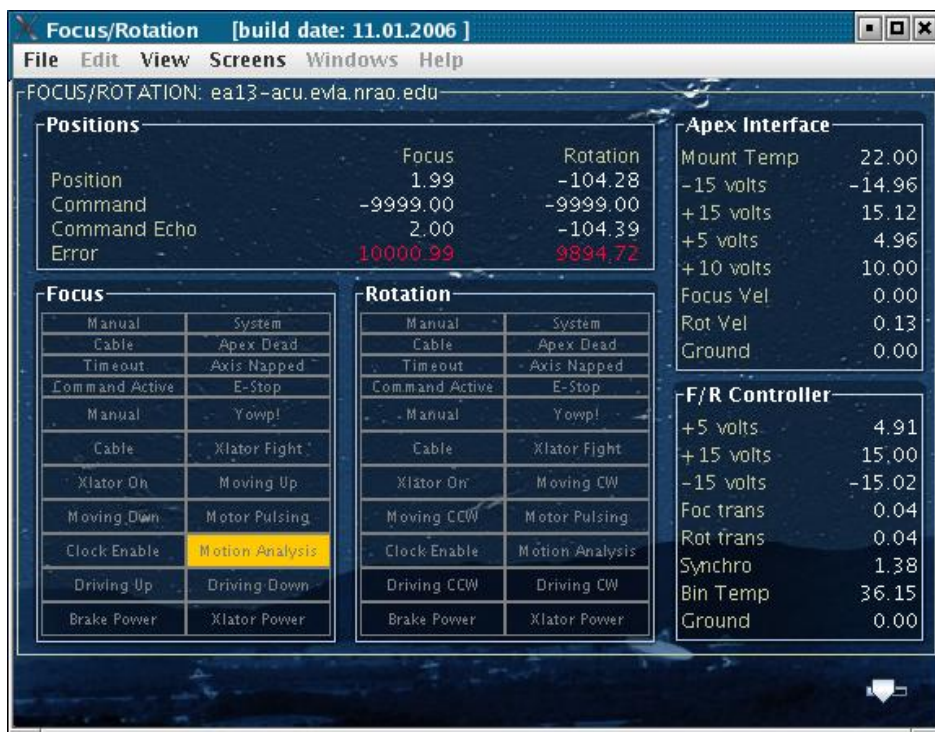 Focus/Rotation [build date: 11.01.2006 ]
File Edit View Screens Windows Help
FOCUS/ROTATION: ea13-acu.evla.nrao.edu
Positions
Focus Rotation
Position 1.99 -104.28
Command -9999.00 -9999.00
Command Echo 2.00 -104.39
Error 10000.99 9894.72
Apex Interface
Mount Temp 22.00
-15 volts -14.96
+15 volts 15.12
+5 volts 4.96
+10 volts 10.00
Focus Vel 0.00
Rot Vel 0.13
Ground 0.00
Focus
Manual System
Cable Apex Dead
Timeout Axis Napped
Command Active E-Stop
Manual Yowp!
Cable Xlator Fight
Xlator On Moving Up
Moving Down Motor Pulsing
Clock Enable Motion Analysis
Driving Up Driving Down
Brake Power Xlator Power
Rotation
Manual System
Cable Apex Dead
Timeout Axis Napped
Command Active E-Stop
Manual Yowp!
Cable Xlator Fight
Xlator On Moving CW
Moving CCW Motor Pulsing
Clock Enable Motion Analysis
Driving CCW Driving CW
Brake Power Xlator Power
F/R Controller
+5 volts 4.91
+15 volts 15.00
-15 volts -15.02
Foc trans 0.04
Rot trans 0.04
Synchro 1.38
Bin Temp 36.15
Ground 0.00